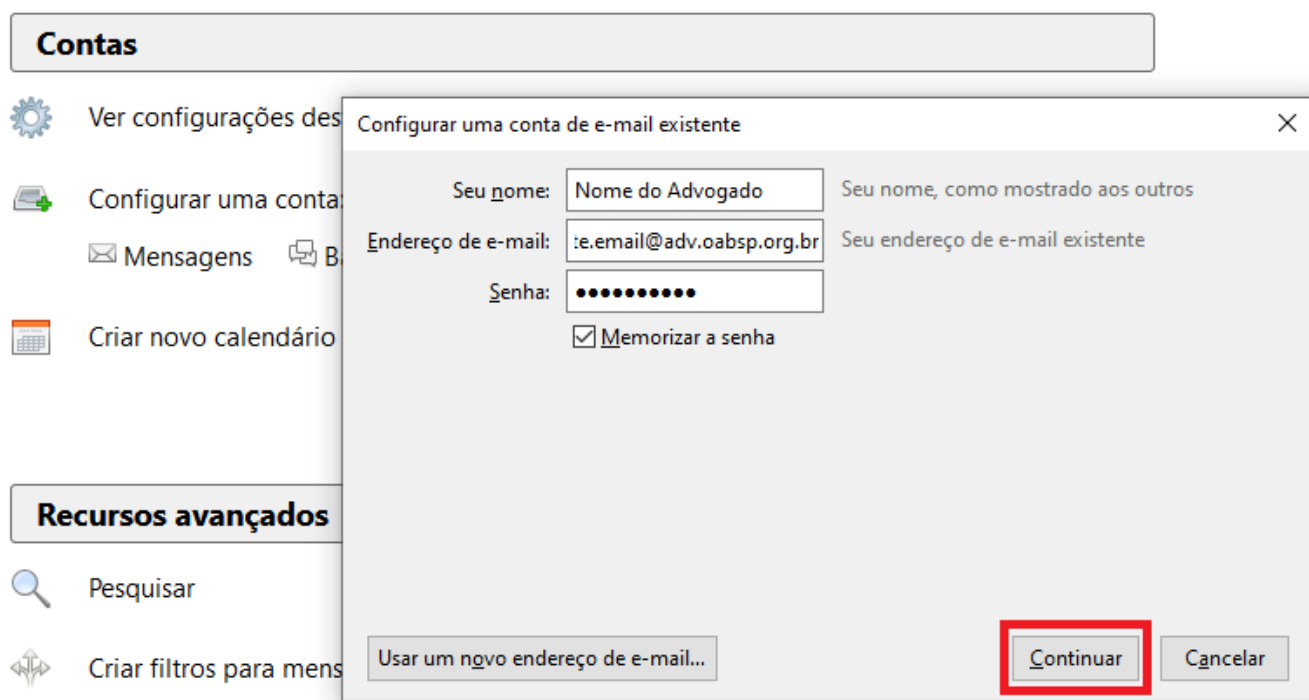 Contas
Ver configurações des
Configurar uma conta:
Mensagens
Criar novo calendário
Recursos avançados
Pesquisar
Criar filtros para mens
Configurar uma conta de e-mail existente
Seu nome: Nome do Advogado Seu nome, como mostrado aos outros
Endereço de e-mail: te.email@adv.oabsp.org.br Seu endereço de e-mail existente
Senha: ••••••••••
Memorizar a senha
Usar um novo endereço de e-mail... Continuar Cancelar